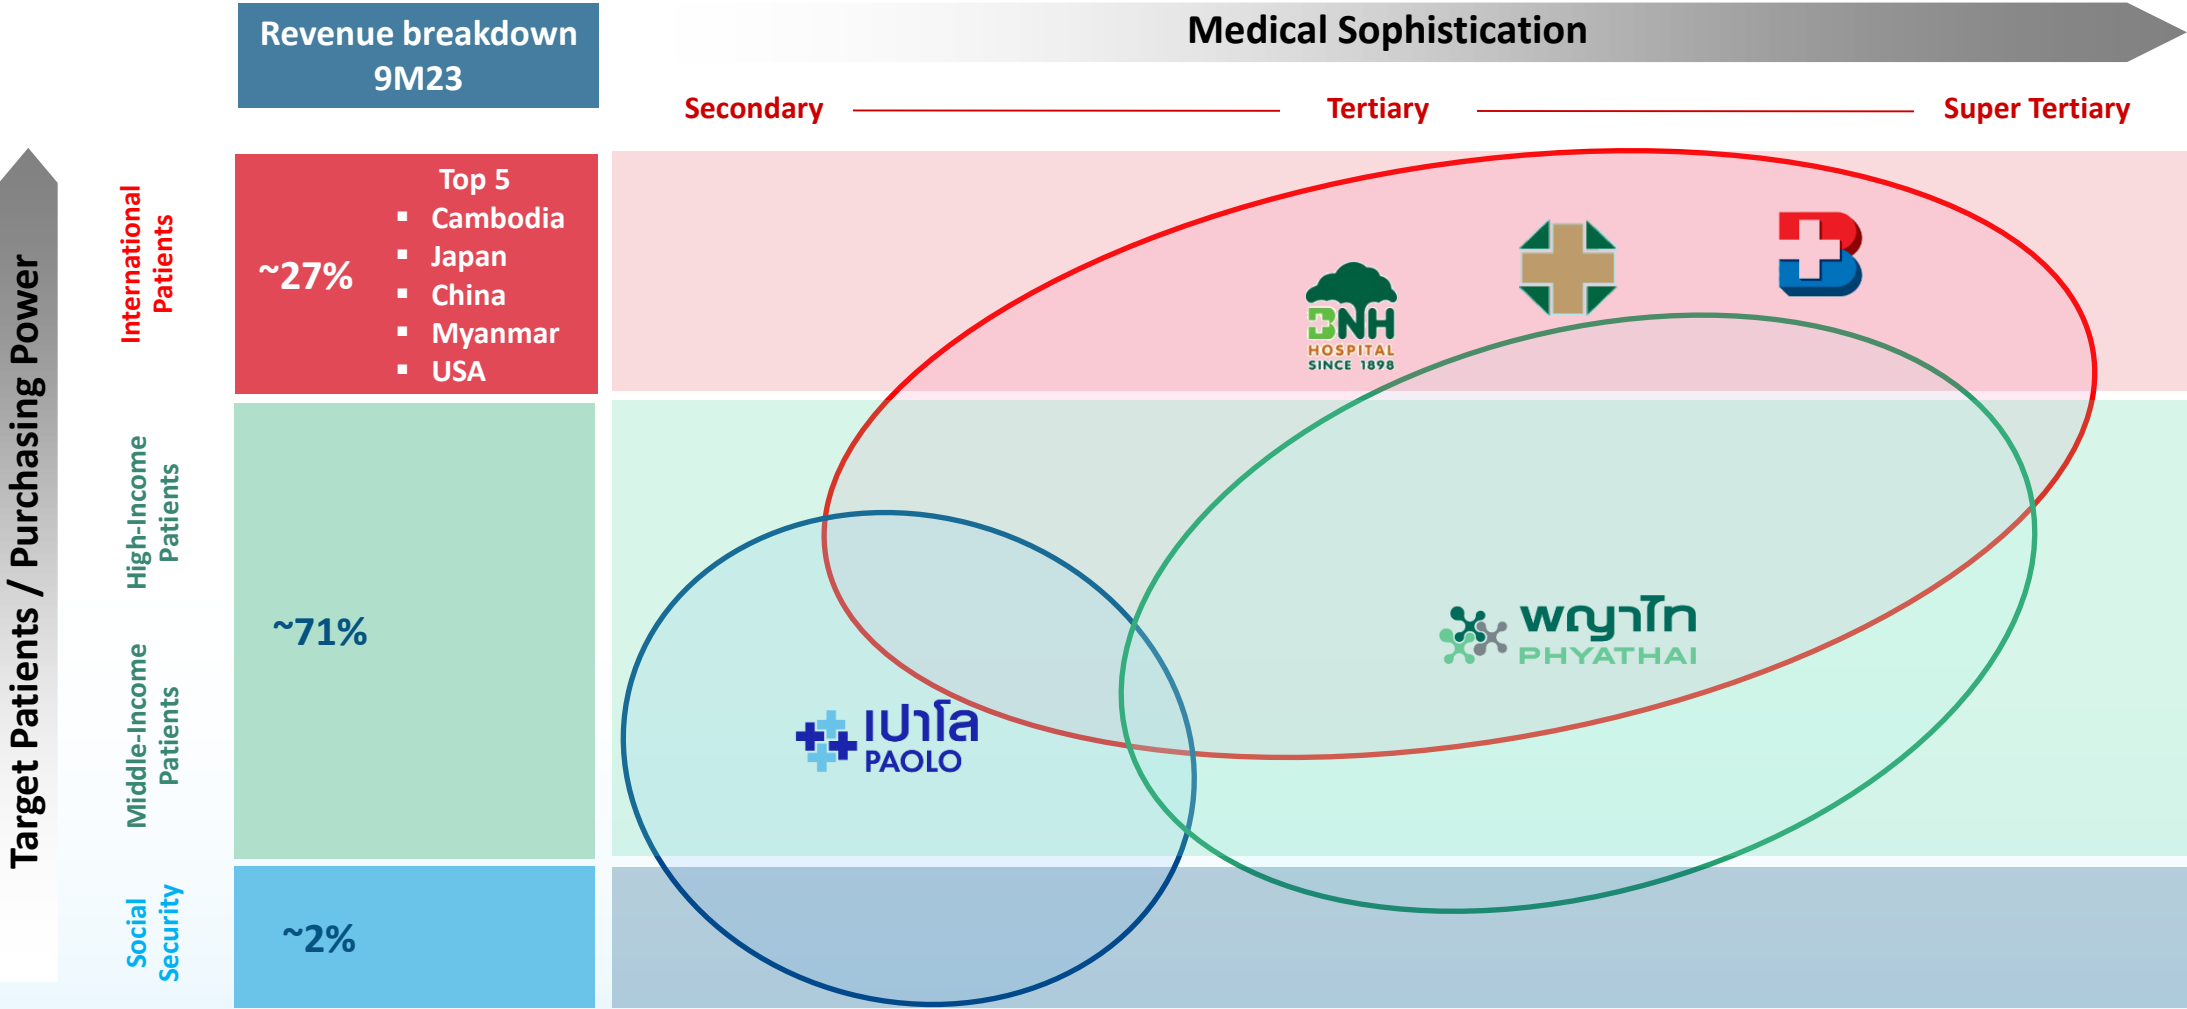 Revenue breakdown
9M23
Medical Sophistication
Secondary
Tertiary
Super Tertiary
Target Patients / Purchasing Power
International
Patients
~27%
Top 5
▪ Cambodia
▪ Japan
▪ China
▪ Myanmar
▪ USA
BNH
HOSPITAL
SINCE 1898
B
High-Income
Patients
Middle-Income
Patients
~71%
พญาไท
PHYATHAI
เปาโล
PAOLO
Social
Security
~2%